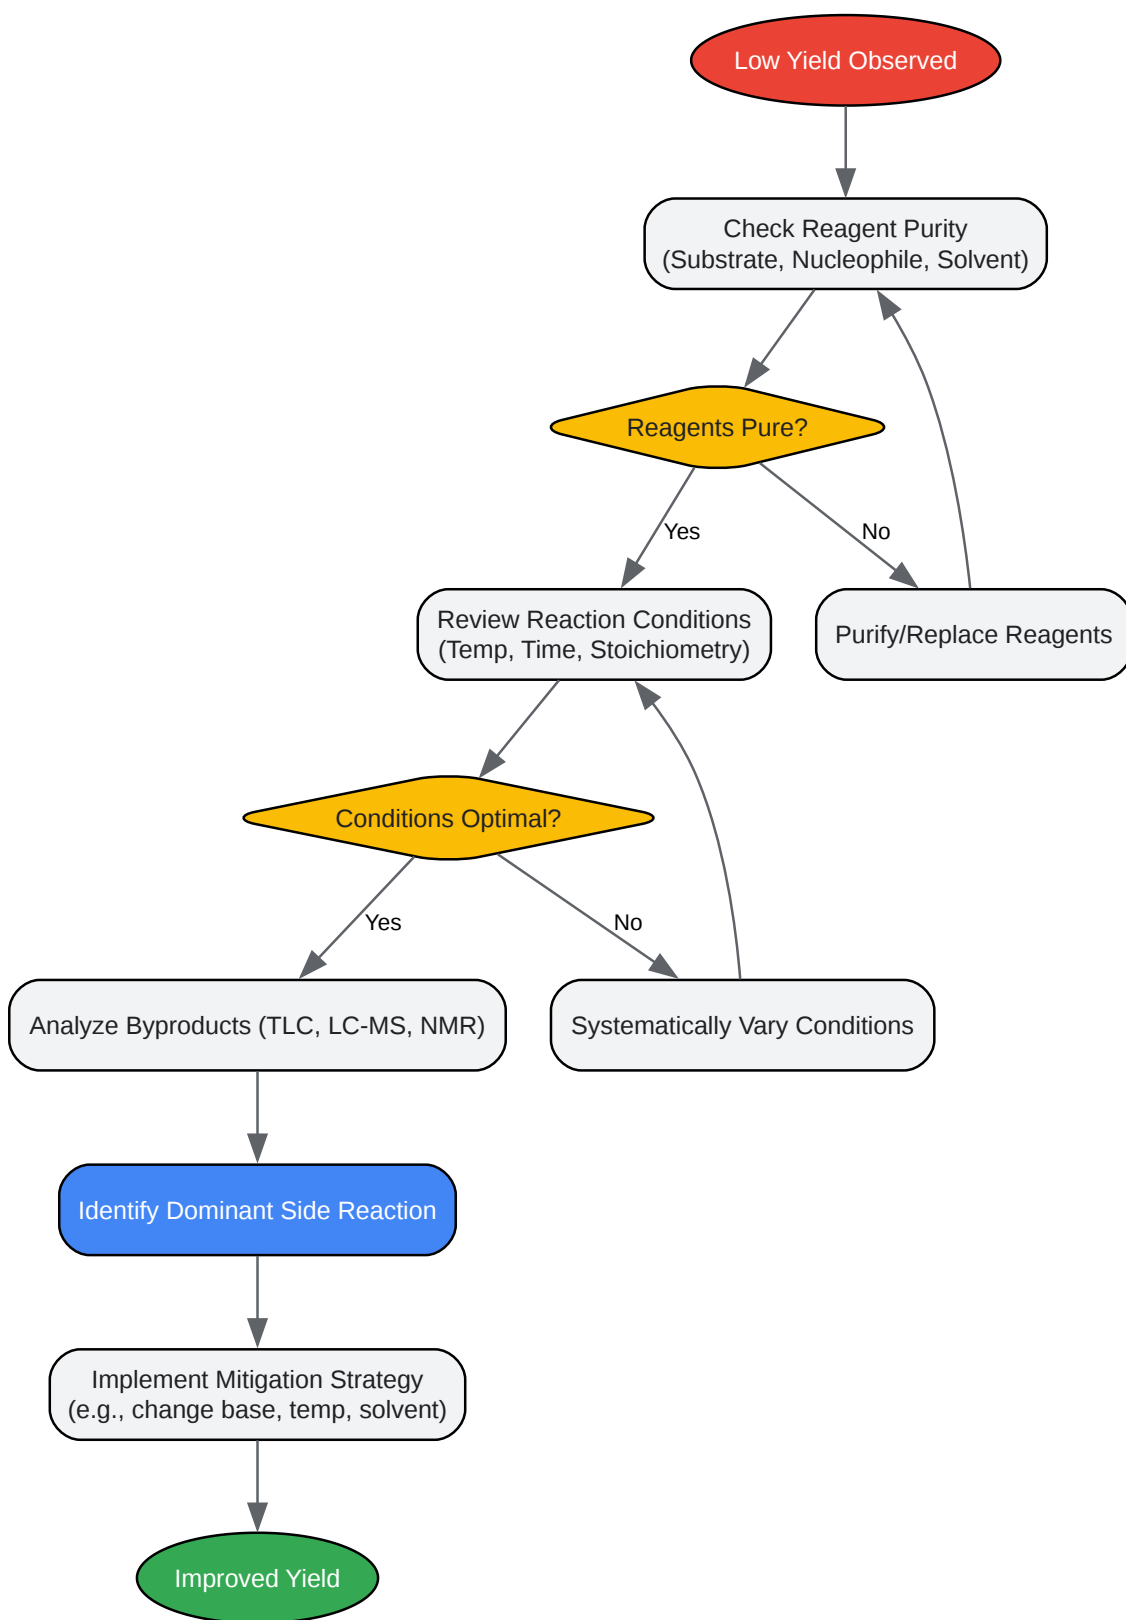 Low Yield Observed
Check Reagent Purity
(Substrate, Nucleophile, Solvent)
Reagents Pure?
Yes
No
Review Reaction Conditions
(Temp, Time, Stoichiometry)
Purify/Replace Reagents
Conditions Optimal?
Yes
No
Analyze Byproducts (TLC, LC-MS, NMR)
Systematically Vary Conditions
Identify Dominant Side Reaction
Implement Mitigation Strategy
(e.g., change base, temp, solvent)
Improved Yield